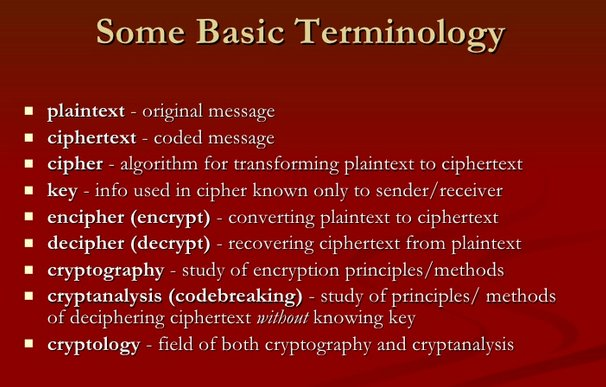 Some Basic Terminology
plaintext - original message
ciphertext - coded message
cipher - algorithm for transforming plaintext to ciphertext
key - info used in cipher known only to sender/receiver
encipher (encrypt) - converting plaintext to ciphertext
decipher (decrypt) - recovering ciphertext from plaintext
cryptography - study of encryption principles/methods
cryptanalysis (codebreaking) - study of principles/ methods
of deciphering ciphertext without knowing key
cryptology - field of both cryptography and cryptanalysis